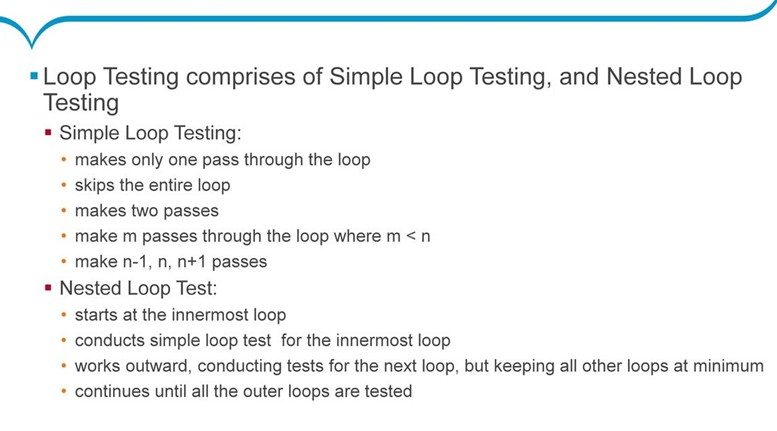 Loop Testing comprises of Simple Loop Testing, and Nested Loop
Testing
Simple Loop Testing:
makes only one pass through the loop
skips the entire loop
makes two passes
make m passes through the loop where m < n
make n-1, n, n+1 passes
Nested Loop Test:
starts at the innermost loop
conducts simple loop test  for the innermost loop
works outward, conducting tests for the next loop, but keeping all other loops at minimum
continues until all the outer loops are tested